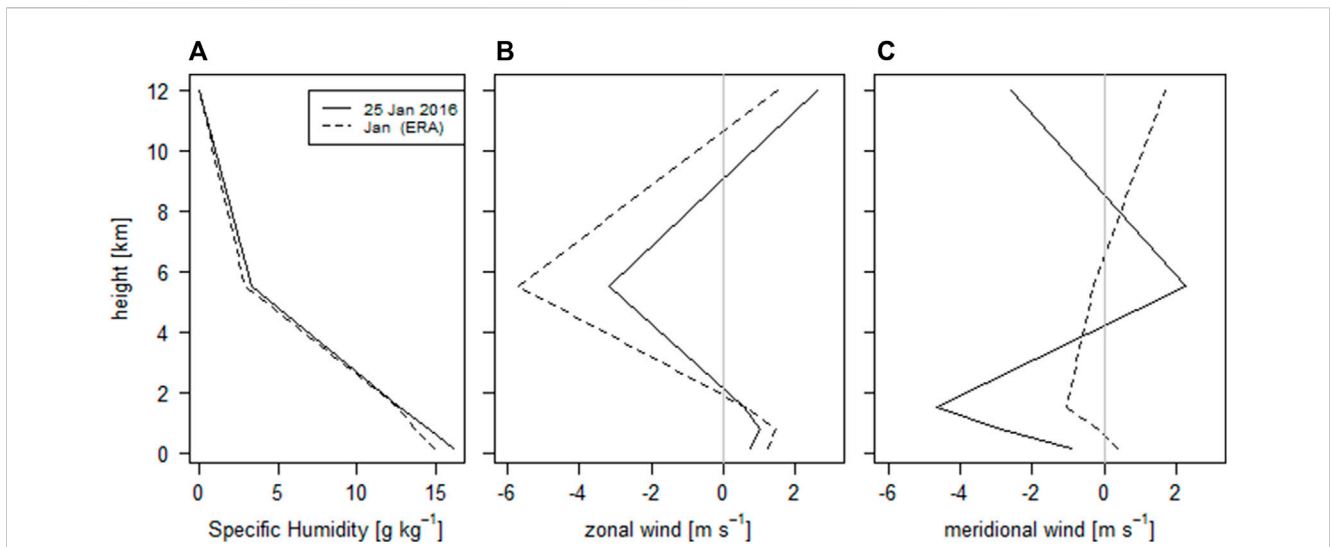 A
B
C
25 Jan 2016
Jan (ERA)
height [km]
12
10
8
6
4
2
0
0 5 10 15
-6 -4 -2 0 2
-6 -4 -2 0 2
Specific Humidity [g kg⁻¹]
zonal wind [m s⁻¹]
meridional wind [m s⁻¹]